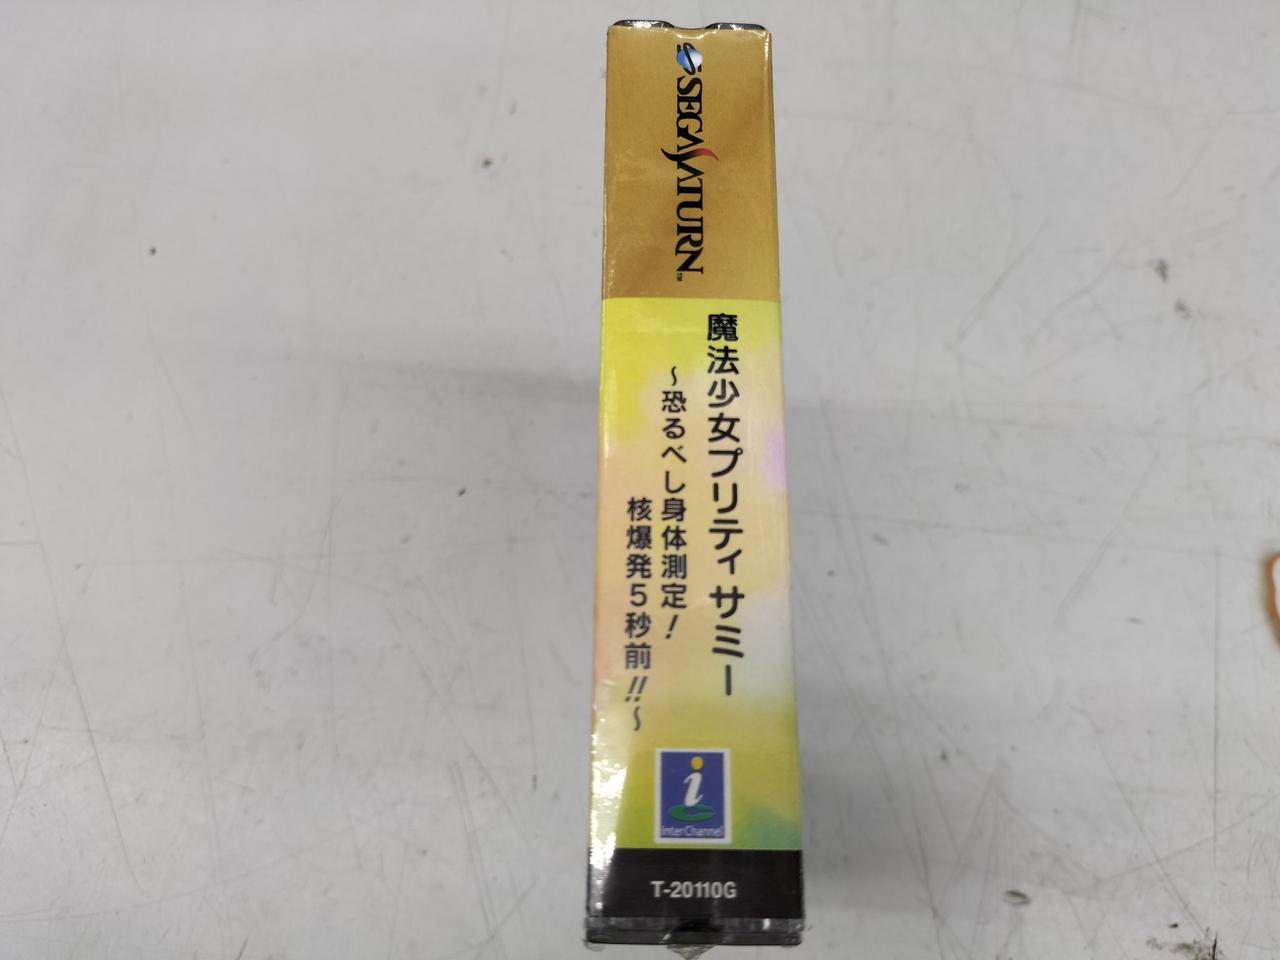 SEGA SATURN™
魔法少女プリティサミー
～恐るべし身体測定！
核爆発5秒前!!～
i
InterChannel
T-20110G